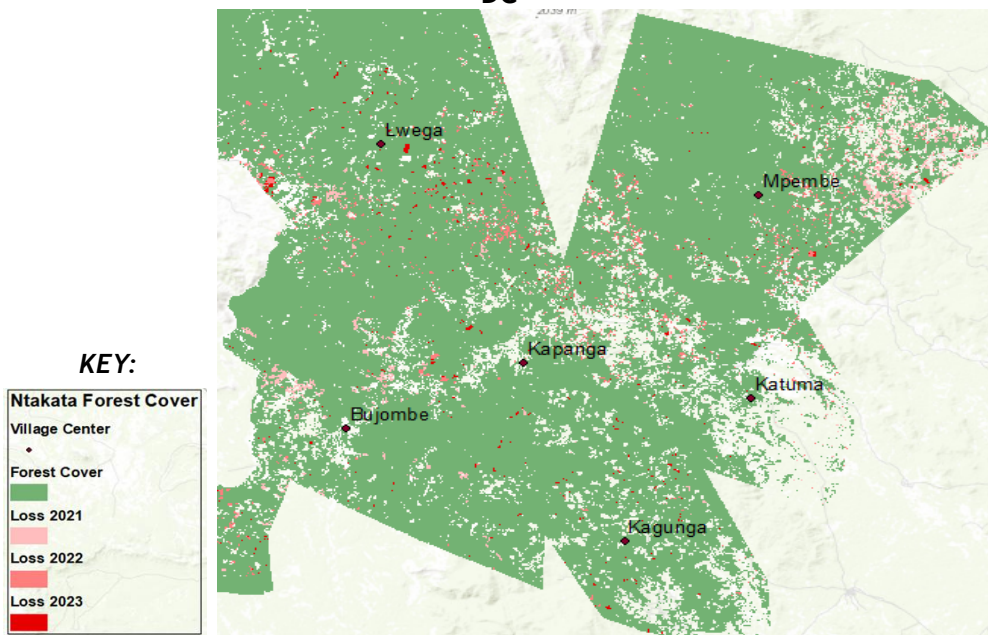 2039 m
Lwega
Mpembe
Kapanga
Katuma
Bujombe
Kagunga
KEY:
Ntakata Forest Cover
Village Center
Forest Cover
Loss 2021
Loss 2022
Loss 2023